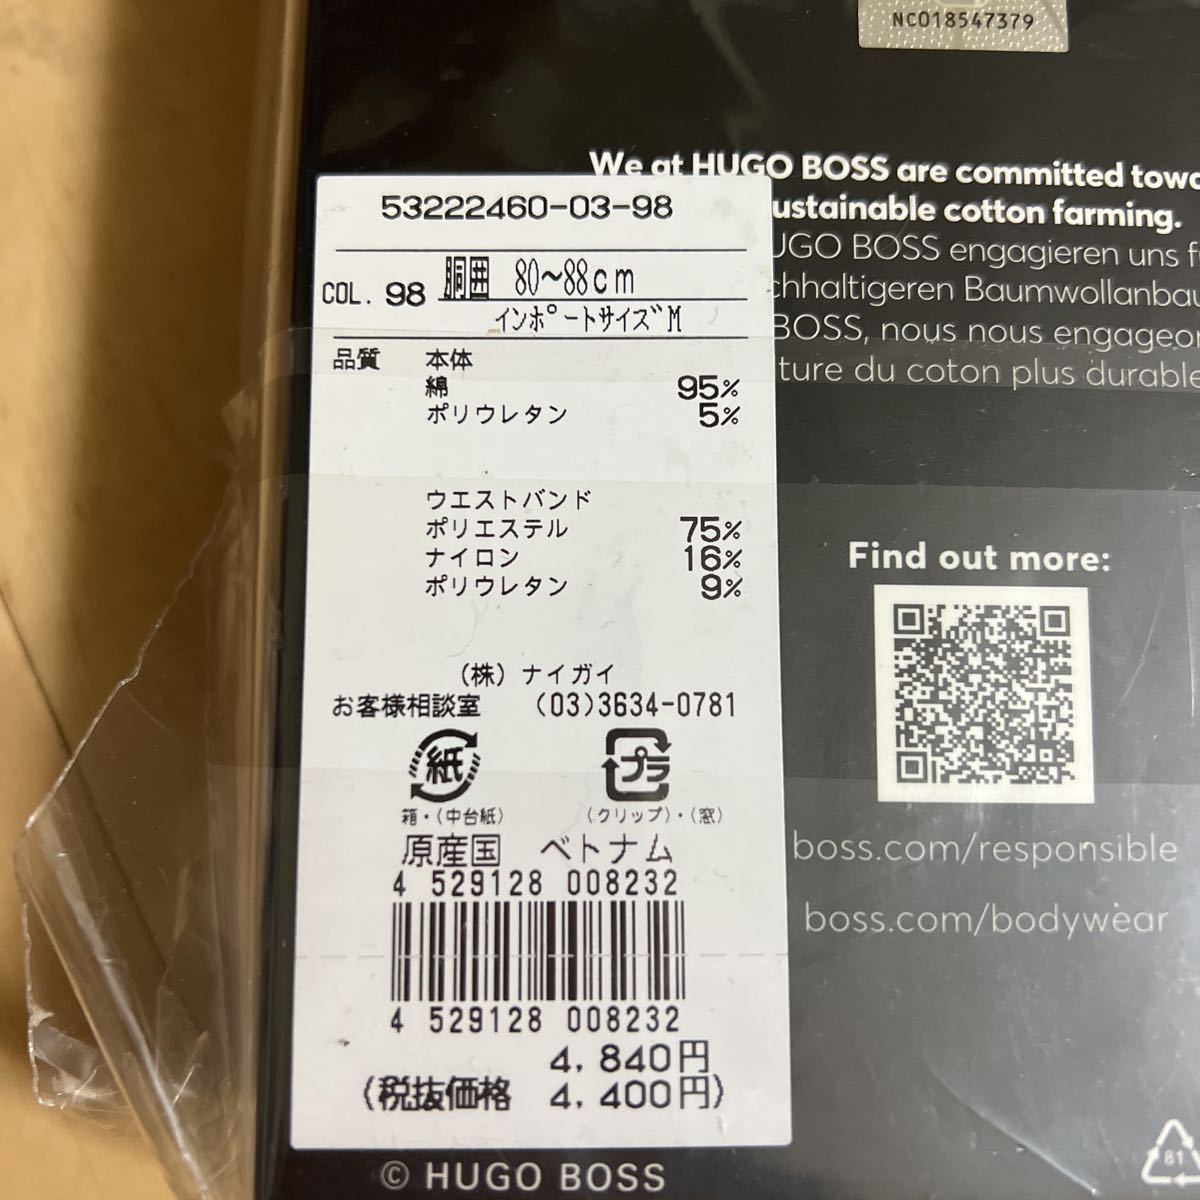 NC018547379
We at HUGO BOSS are committed
ustainable cotton farming.
UGO BOSS engagieren uns
chhaltigeren
BOSS, nous nous
ture du coton plus
53222460-03-98
COL. 98
胴囲 80~88cm
インポートサイズM
品質 本体
綿 95%
ポリウレタン 5%
ウエストバンド
ポリエステル 75%
ナイロン 16%
ポリウレタン 9%
(株)ナイガイ
お客様相談室 (03)3634-0781
紙
プラ
箱・(中台紙)
(クリップ)・(窓)
原産国 ベトナム
4 529128 008232
4 529128 008232
4,840円
(税抜価格 4,400円)
Find out more:
boss.com/responsible
boss.com/bodywear
© HUGO BOSS
81